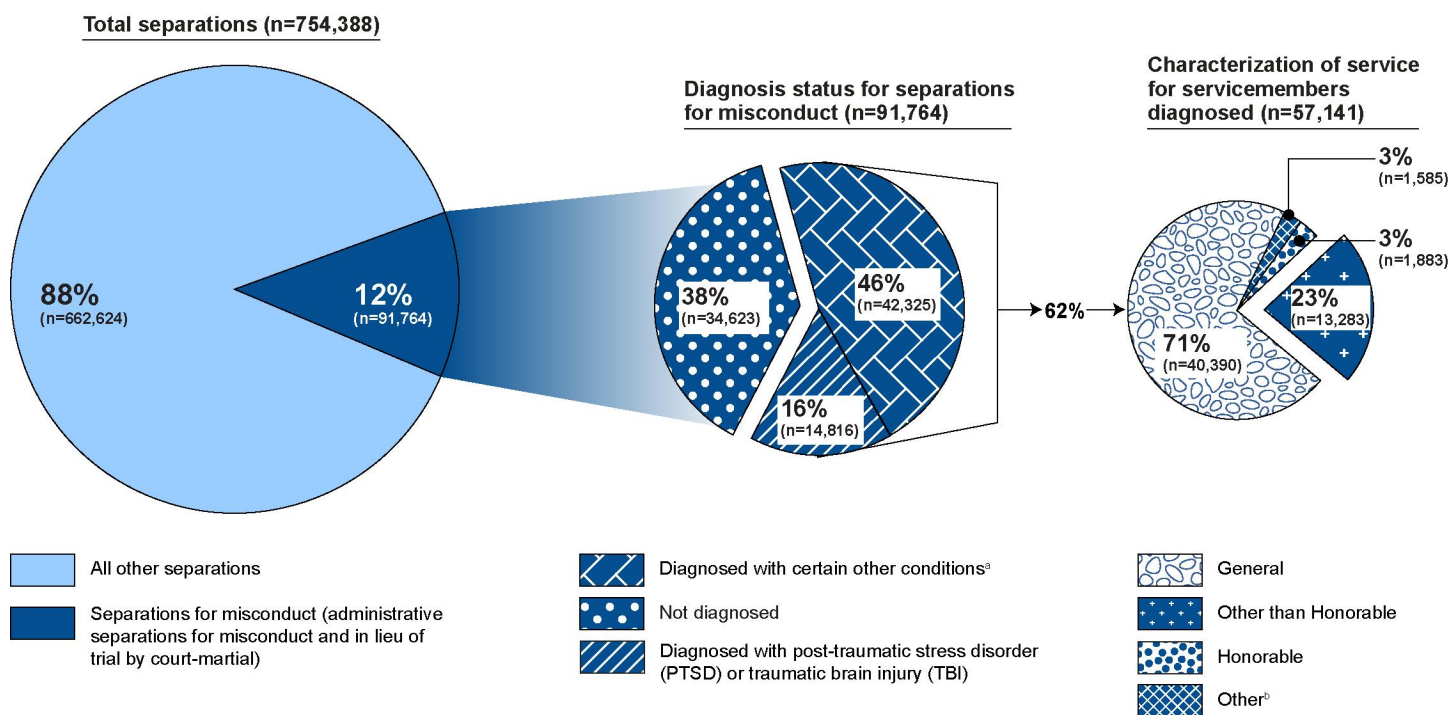 Total separations (n=754,388)
88%
(n=662,624)
12%
(n=91,764)
Diagnosis status for separations
for misconduct (n=91,764)
38%
(n=34,623)
46%
(n=42,325)
16%
(n=14,816)
62%
Characterization of service
for servicemembers
diagnosed (n=57,141)
3%
(n=1,585)
3%
(n=1,883)
23%
(n=13,283)
71%
(n=40,390)
All other separations
Separations for misconduct (administrative
separations for misconduct and in lieu of
trial by court-martial)
Diagnosed with certain other conditionsᵃ
Not diagnosed
Diagnosed with post-traumatic stress disorder
(PTSD) or traumatic brain injury (TBI)
General
Other than Honorable
Honorable
Otherᵇ